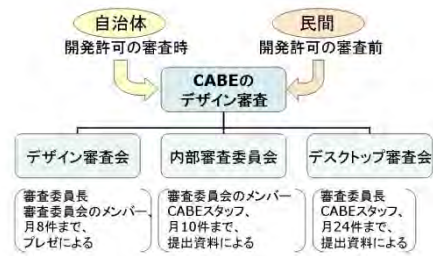 自治体
民間
開発許可の審査時
開発許可の審査前
CABEの
デザイン審査
デザイン審査会
内部審査委員会
デスクトップ審査会
審査委員長
審査委員会のメンバー、
月8件まで、
プレゼによる
審査委員会のメンバー
CABEスタッフ、
月10件まで、
提出資料による
審査委員長
CABEスタッフ、
月24件まで、
提出資料による